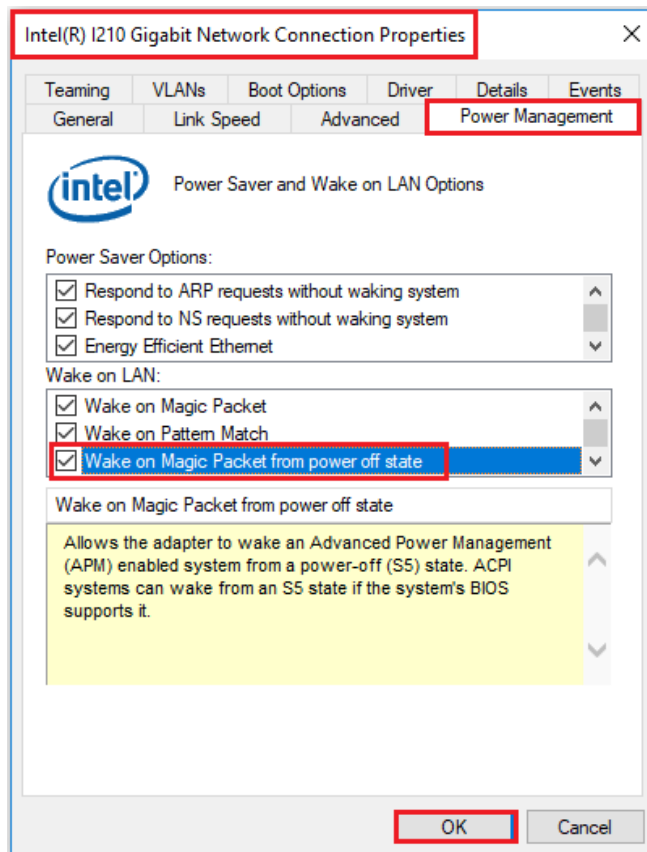 Intel(R) I210 Gigabit Network Connection Properties
Teaming VLANs Boot Options Driver Details Events
General Link Speed Advanced Power Management
intel
Power Saver and Wake on LAN Options
Power Saver Options:
Respond to ARP requests without waking system
Respond to NS requests without waking system
Energy Efficient Ethernet
Wake on LAN:
Wake on Magic Packet
Wake on Pattern Match
Wake on Magic Packet from power off state
Wake on Magic Packet from power off state
Allows the adapter to wake an Advanced Power Management
(APM) enabled system from a power-off (S5) state. ACPI
systems can wake from an S5 state if the system's BIOS
supports it.
OK Cancel